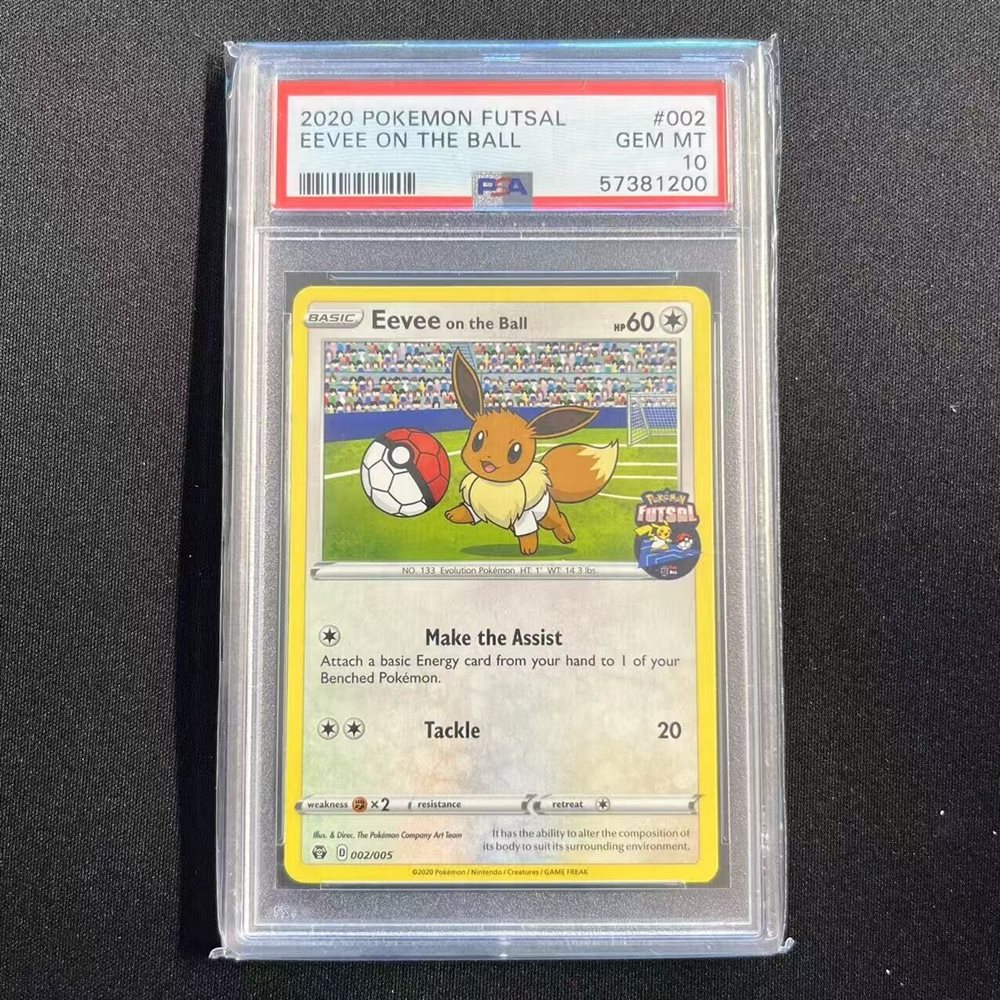 2020 POKEMON FUTSAL #002
EEVEE ON THE BALL GEM MT
10
PSA 57381200
BASIC Eevee on the Ball HP 60
POKÉMON
FUTSAL
NO. 133 Evolution Pokémon HT: 1' WT: 14.3 lbs.
Make the Assist
Attach a basic Energy card from your hand to 1 of your
Benched Pokémon.
Tackle 20
weakness ×2 resistance retreat
Illus. & Direc. The Pokémon Company Art Team
It has the ability to alter the composition of
its body to suit its surrounding environment.
D 002/005
©2020 Pokémon / Nintendo / Creatures / GAME FREAK